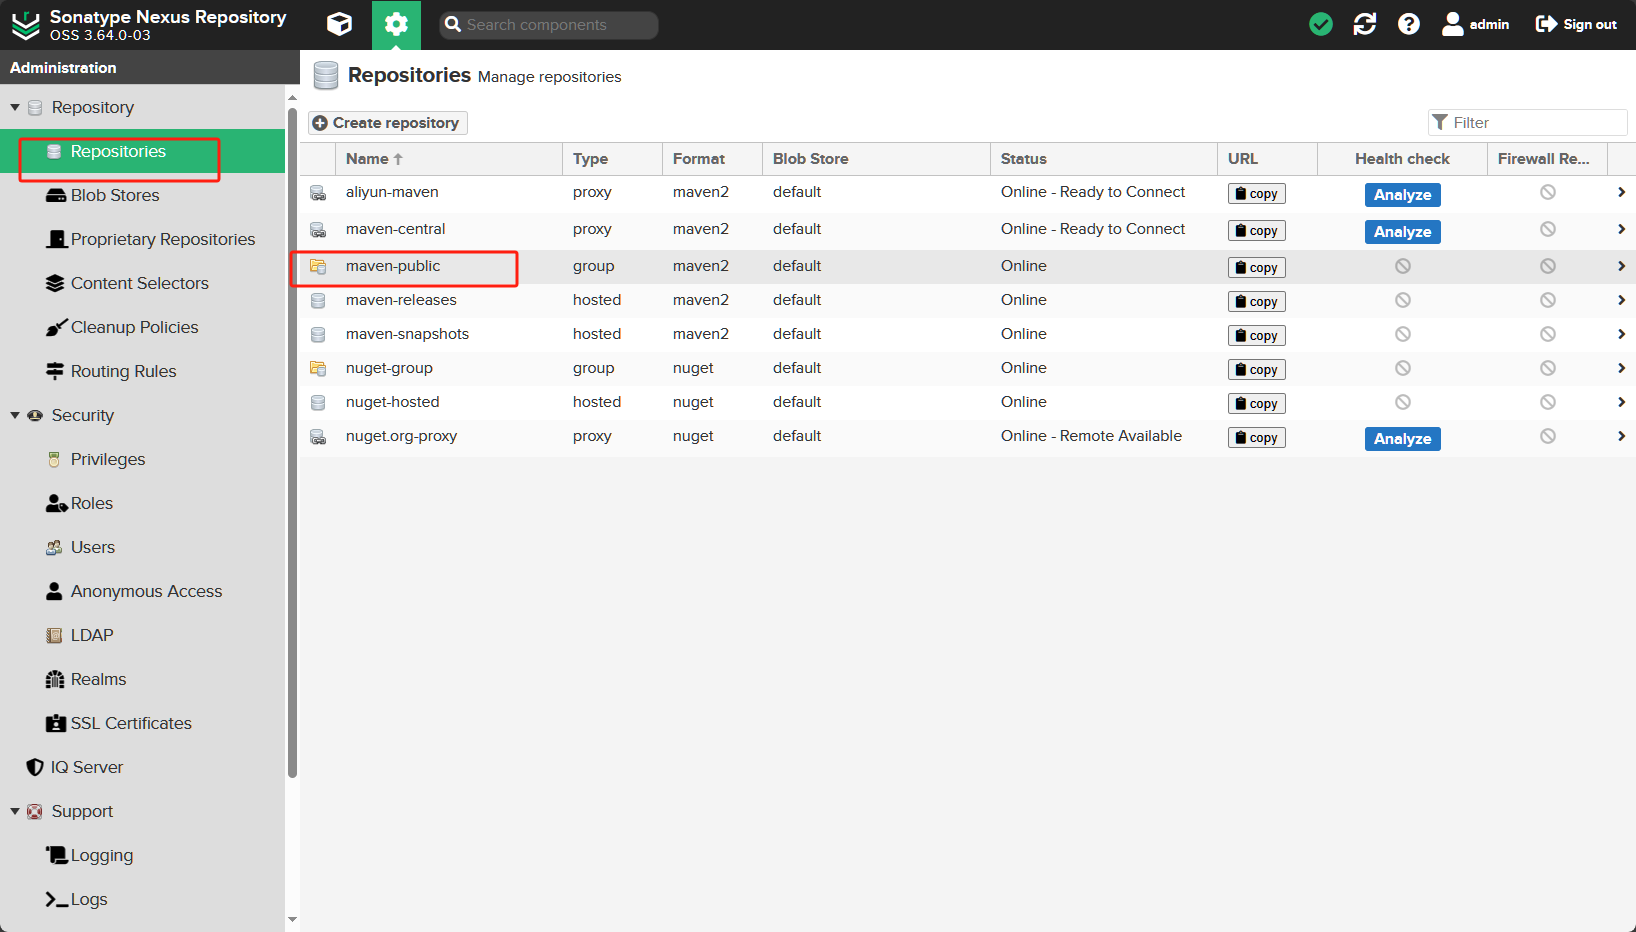 Sonatype Nexus Repository
OSS 3.64.0-03
Search components
admin
Sign out
Administration
Repository
Repositories
Blob Stores
Proprietary Repositories
Content Selectors
Cleanup Policies
Routing Rules
Security
Privileges
Roles
Users
Anonymous Access
LDAP
Realms
SSL Certificates
IQ Server
Support
Logging
Logs
Repositories Manage repositories
Create repository
Filter
Name Type Format Blob Store Status URL Health check Firewall Re...
aliyun-maven proxy maven2 default Online - Ready to Connect copy Analyze
maven-central proxy maven2 default Online - Ready to Connect copy Analyze
maven-public group maven2 default Online copy
maven-releases hosted maven2 default Online copy
maven-snapshots hosted maven2 default Online copy
nuget-group group nuget default Online copy
nuget-hosted hosted nuget default Online copy
nuget.org-proxy proxy nuget default Online - Remote Available copy Analyze